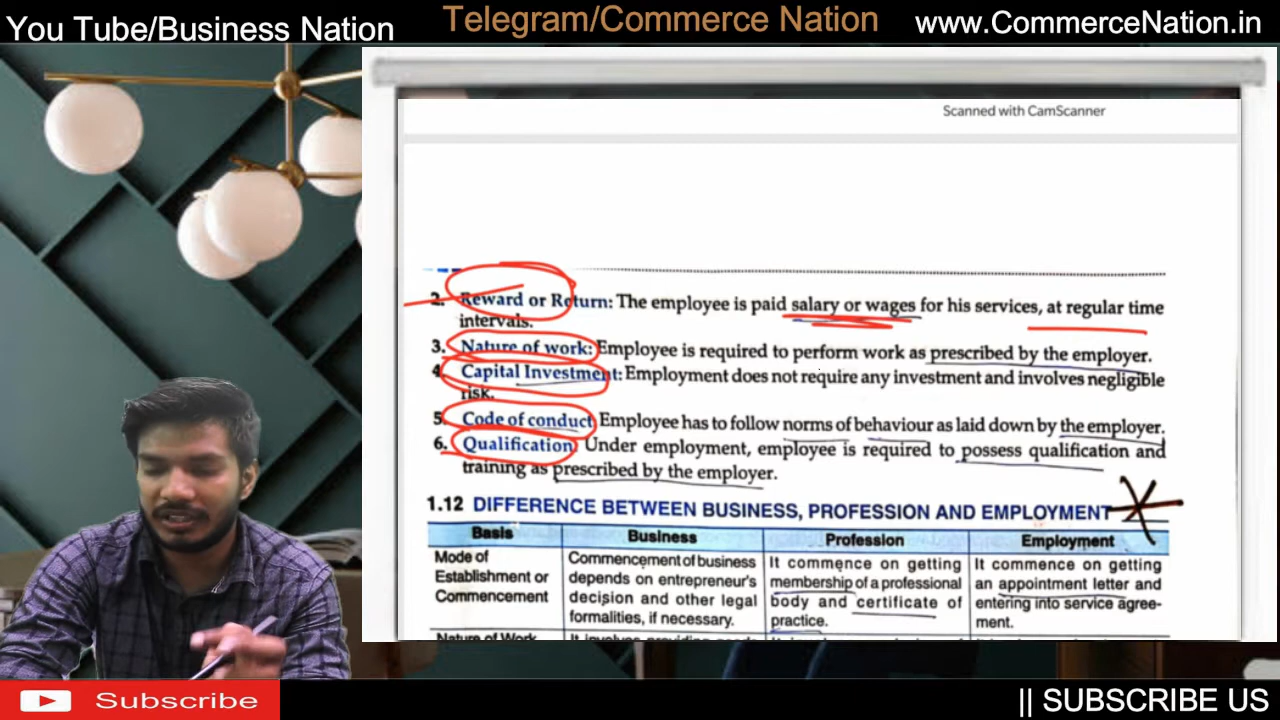 You Tube/Business Nation
Telegram/Commerce Nation
www.CommerceNation.in
Scanned with CamScanner
2. Reward or Return: The employee is paid salary or wages for his services, at regular time
intervals.
3. Nature of work: Employee is required to perform work as prescribed by the employer.
4. Capital Investment: Employment does not require any investment and involves negligible
risk.
5. Code of conduct: Employee has to follow norms of behaviour as laid down by the employer.
6. Qualification: Under employment, employee is required to possess qualification and
training as prescribed by the employer.
1.12 DIFFERENCE BETWEEN BUSINESS, PROFESSION AND EMPLOYMENT
Basis Business Profession Employment
Mode of
Establishment or
Commencement
Commencement of business
depends on entrepreneur's
decision and other legal
formalities, if necessary.
It commence on getting
membership of a professional
body and certificate of
practice.
It commence on getting
an appointment letter and
entering into service agree-
ment.
Nature of Work
It involves providing goods
Subscribe
|| SUBSCRIBE US